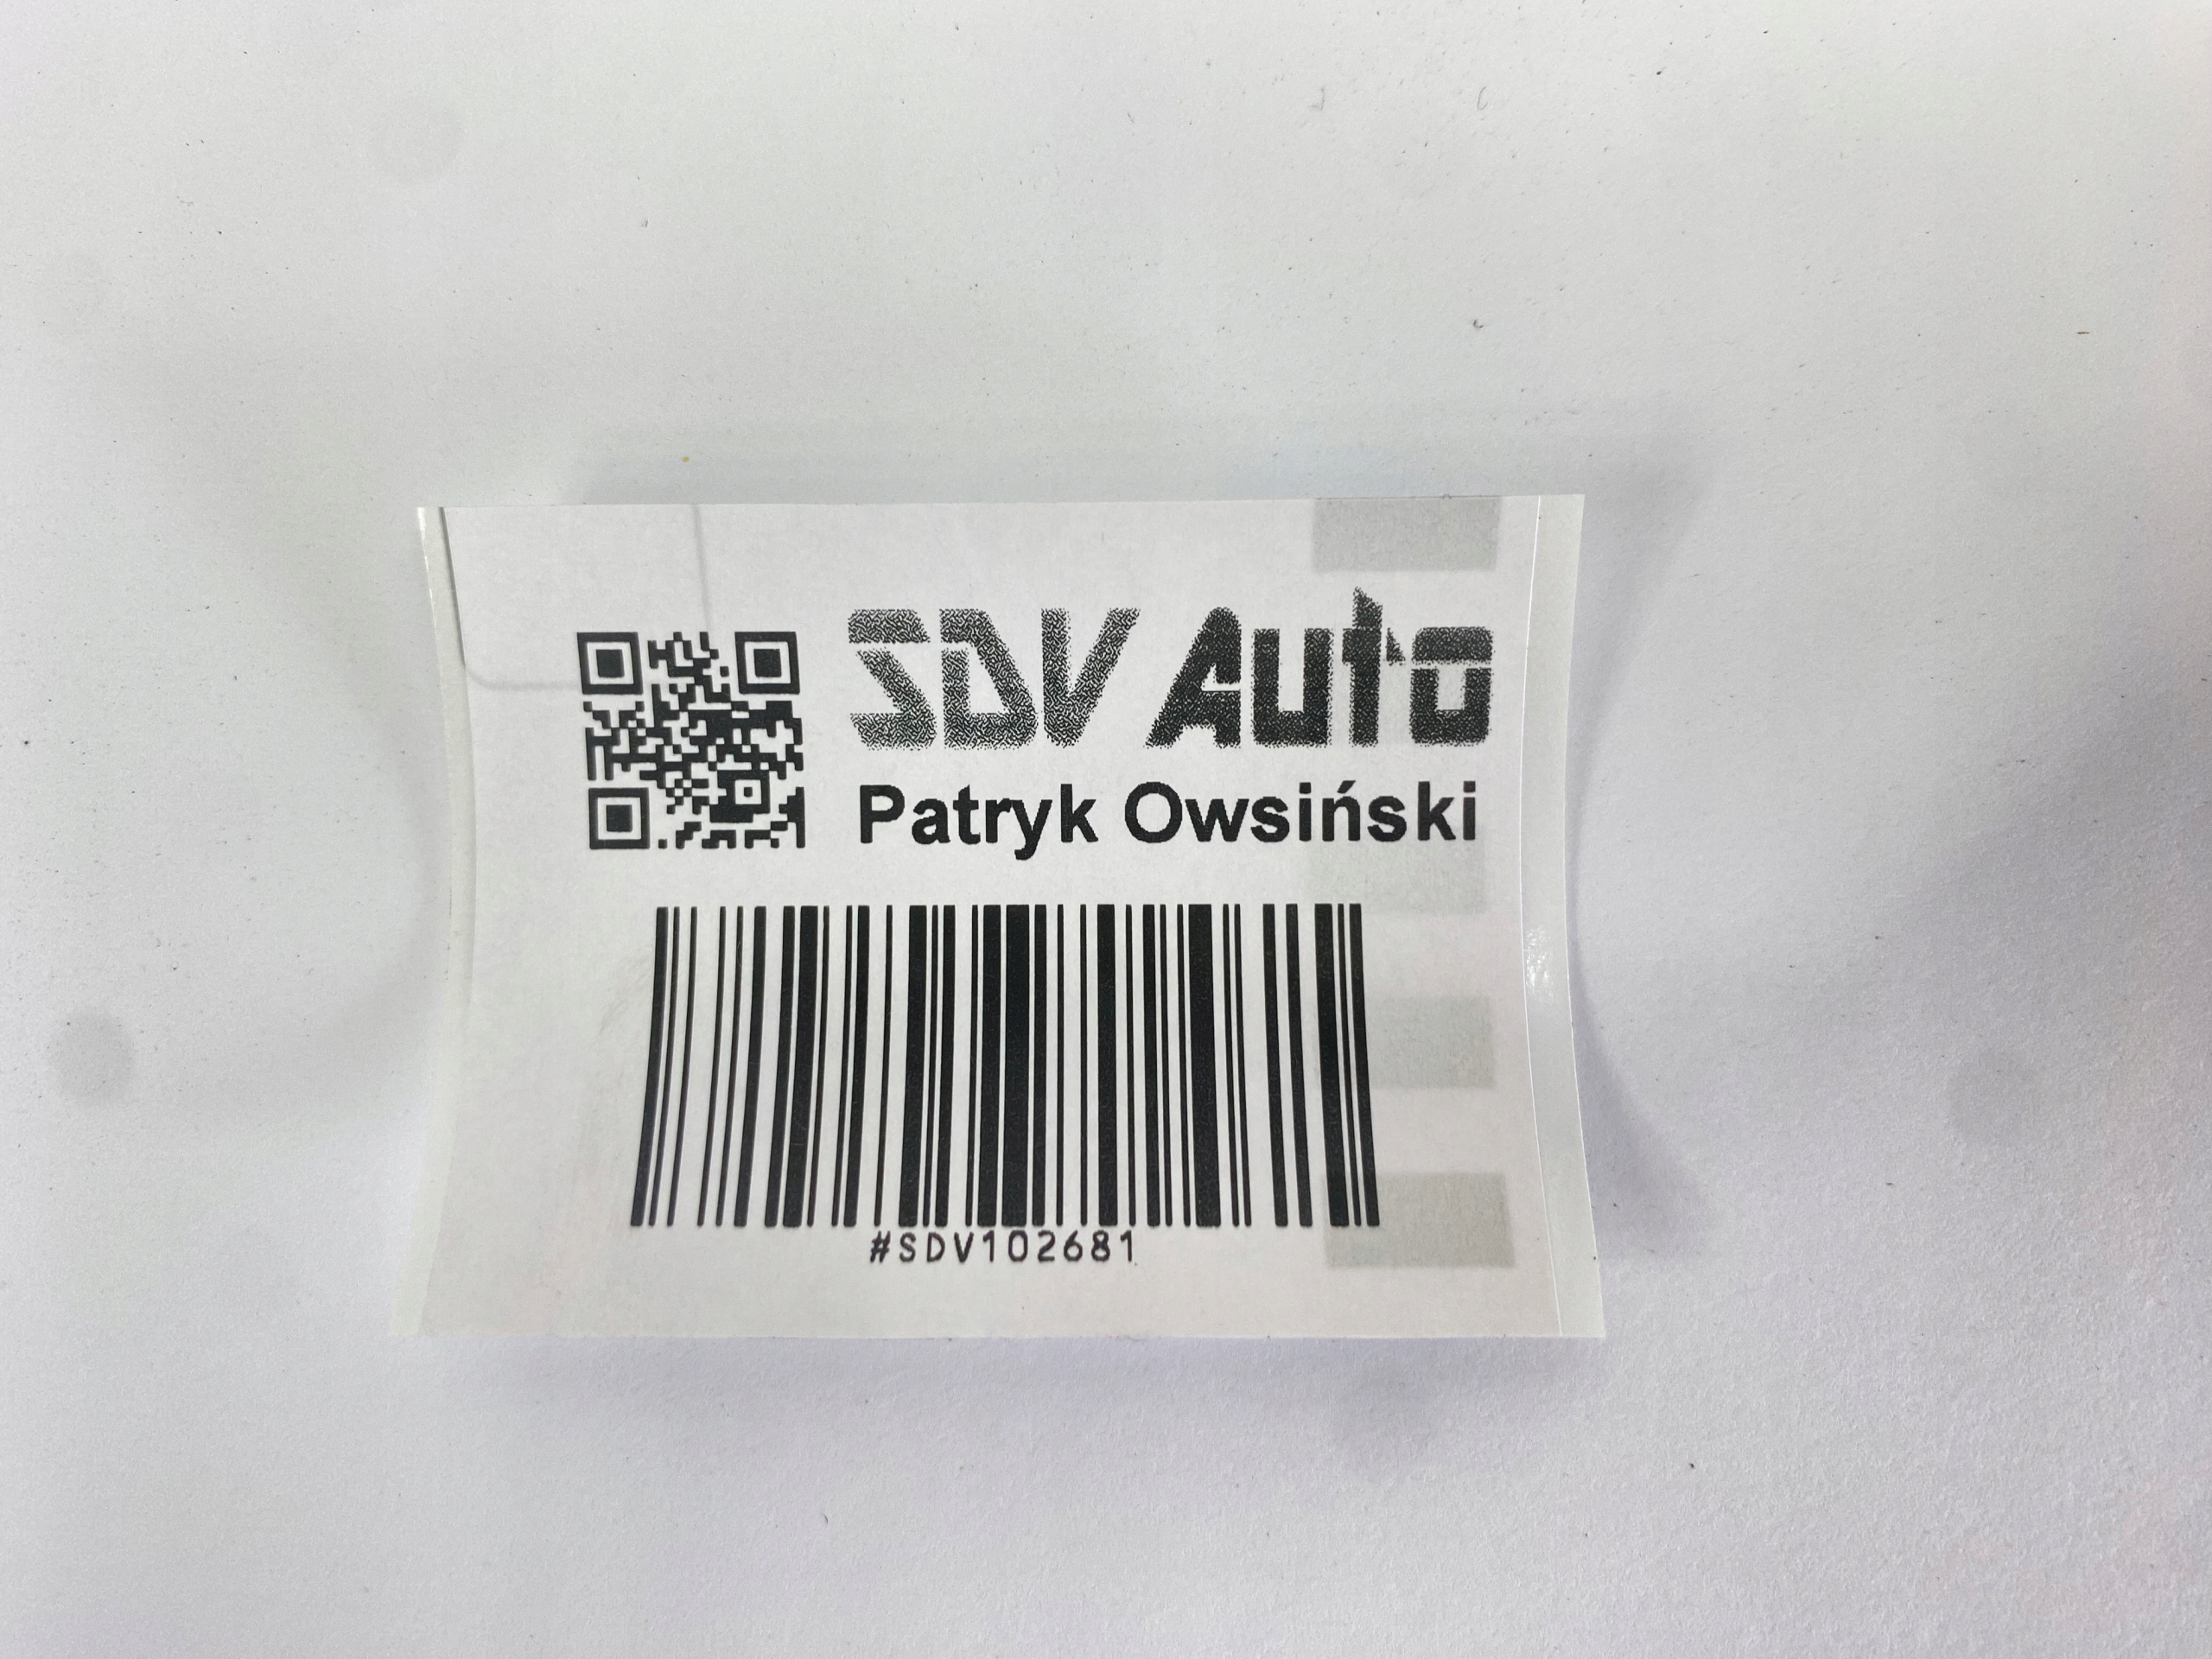 SDV Auto
Patryk Owsiński
#SDV102681